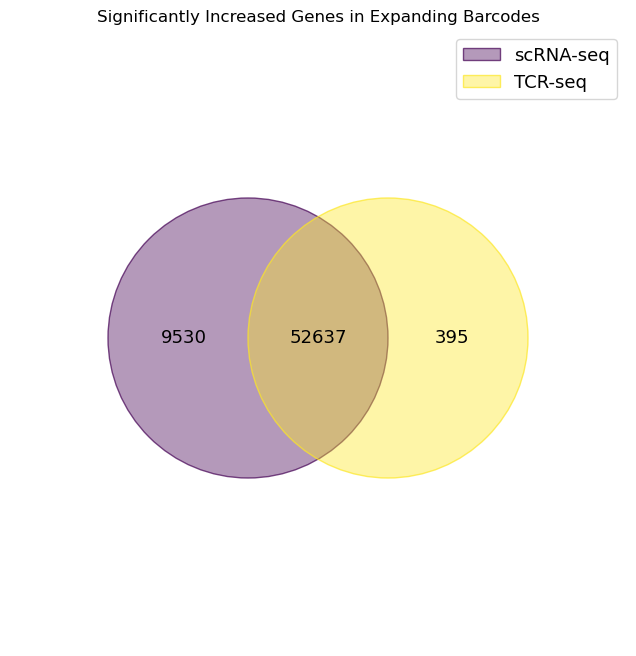 Significantly Increased Genes in Expanding Barcodes
scRNA-seq
TCR-seq
9530 52637 395